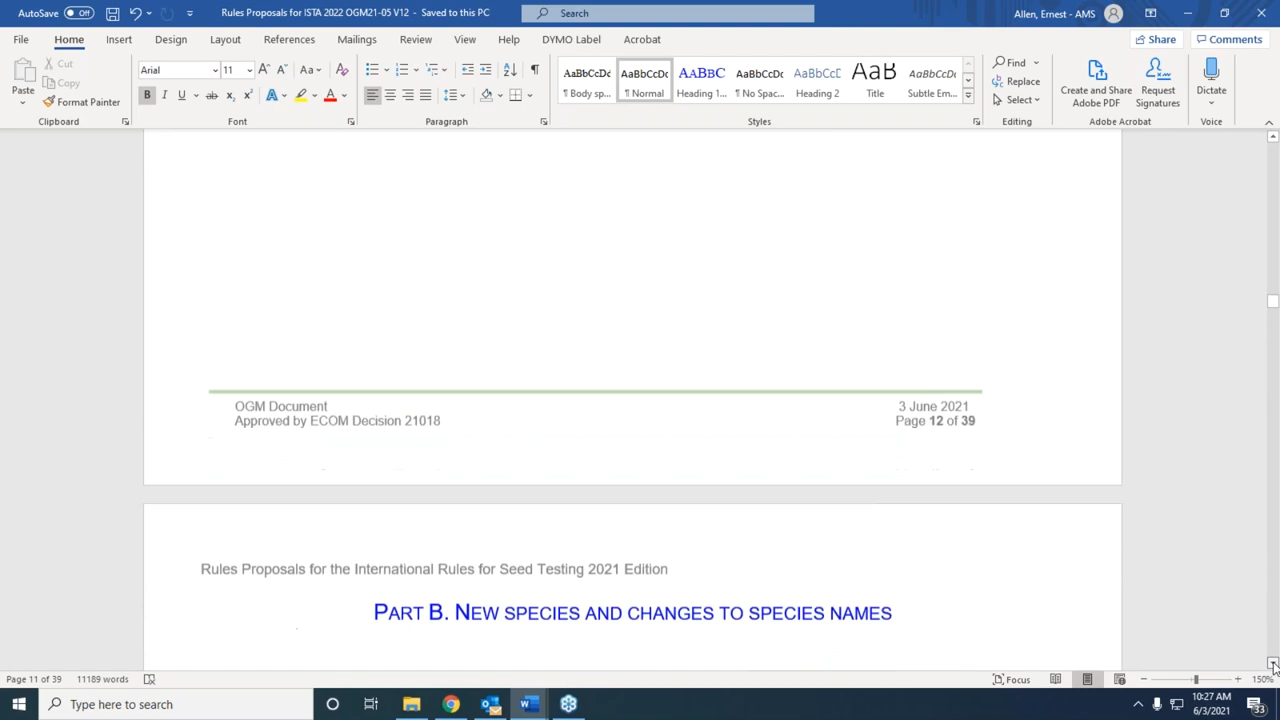 AutoSave Off Rules Proposals for ISTA 2022 OGM21-05 V12 - Saved to this PC Search Allen, Ernest - AMS
File Home Insert Design Layout References Mailings Review View Help DYMO Label Acrobat Share Comments
Paste Cut Copy Format Painter
Arial 11
AaBbCcDc AaBbCcDc AaBbC AaBbCcDc AaBbCcD AaB AaBbCcDc
¶ Body sp... ¶ Normal Heading 1... ¶ No Spac... Heading 2 Title Subtle Em...
Find Replace Select
Create and Share Adobe PDF Request Signatures Dictate
Clipboard Font Paragraph Styles Editing Adobe Acrobat Voice
OGM Document 3 June 2021
Approved by ECOM Decision 21018 Page 12 of 39
Rules Proposals for the International Rules for Seed Testing 2021 Edition
PART B. NEW SPECIES AND CHANGES TO SPECIES NAMES
Page 11 of 39 11189 words Focus 150%
Type here to search 10:27 AM
6/3/2021 33